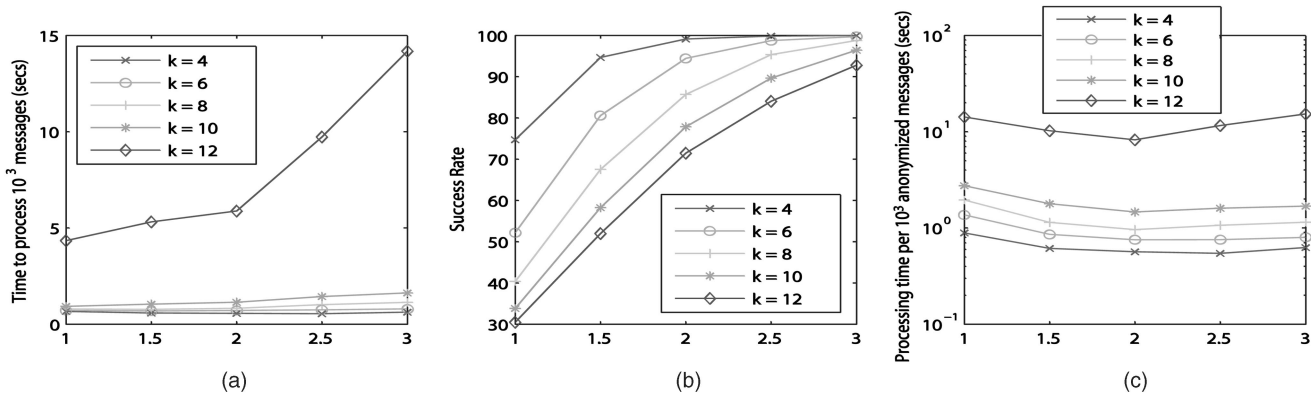 Time to process 10 3 messages (secs)
15
10
5
0
k = 4
k = 6
k = 8
k = 10
k = 12
1 1.5 2 2.5 3
(a)
Success Rate
100
90
80
70
60
50
40
30
k = 4
k = 6
k = 8
k = 10
k = 12
1 1.5 2 2.5 3
(b)
Processing time per 10³ anonymized messages (secs)
10²
10¹
10⁰
10⁻¹
k = 4
k = 6
k = 8
k = 10
k = 12
1 1.5 2 2.5 3
(c)